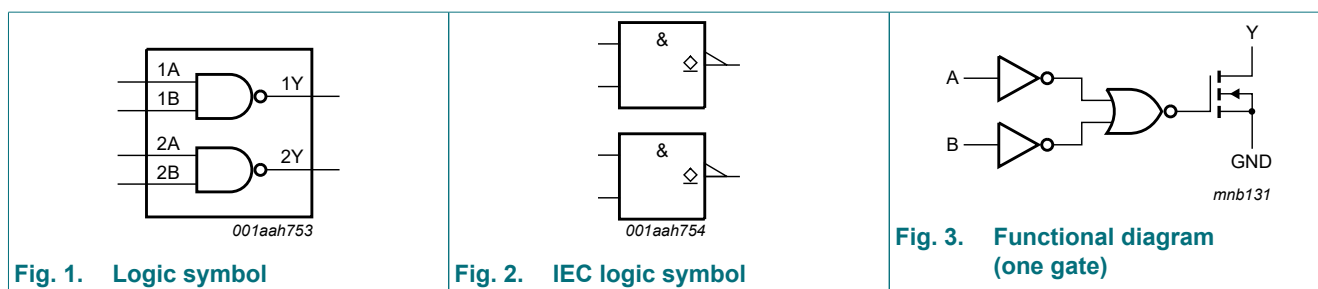 1A
1B
1Y
2A
2B
2Y
001aah753
Fig. 1. Logic symbol
&
&
001aah754
Fig. 2. IEC logic symbol
A
B
Y
GND
mnb131
Fig. 3. Functional diagram
(one gate)